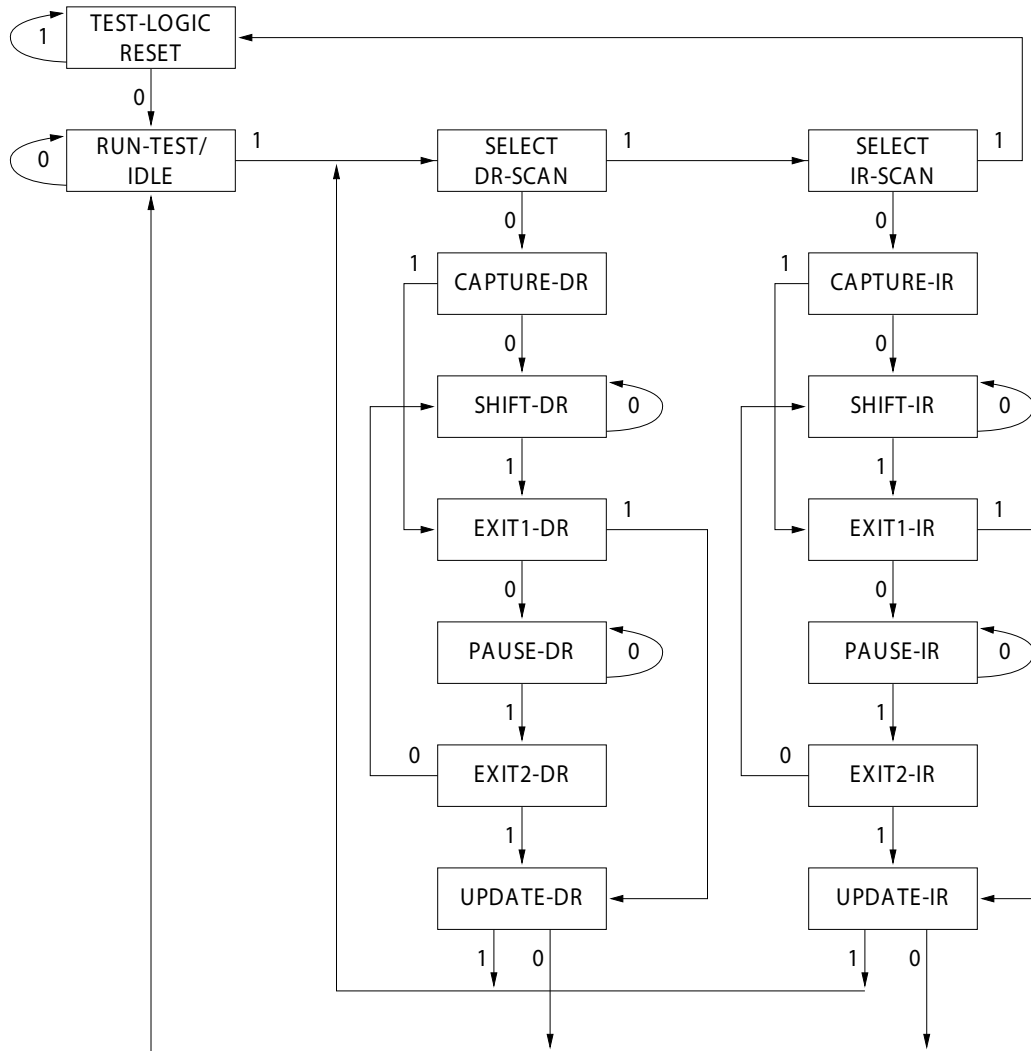 TEST-LOGIC
RESET
1
0
RUN-TEST/
IDLE
0
1
SELECT
DR-SCAN
1
SELECT
IR-SCAN
1
0
0
1
CAPTURE-DR
1
CAPTURE-IR
0
0
SHIFT-DR
0
SHIFT-IR
0
1
1
EXIT1-DR
1
EXIT1-IR
1
0
0
PAUSE-DR
0
PAUSE-IR
0
1
1
0
EXIT2-DR
0
EXIT2-IR
1
1
UPDATE-DR
UPDATE-IR
1
0
1
0